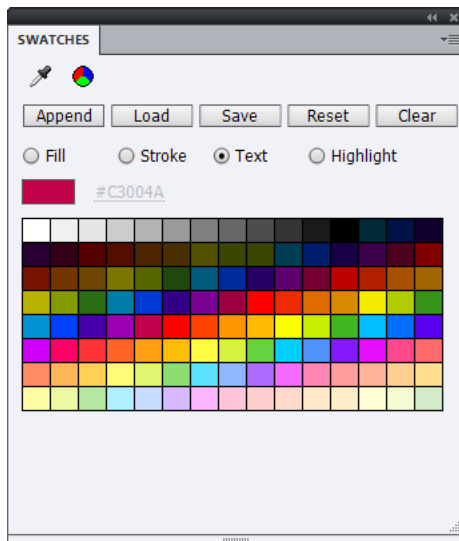 SWATCHES
Append Load Save Reset Clear
Fill Stroke Text Highlight
#C3004A